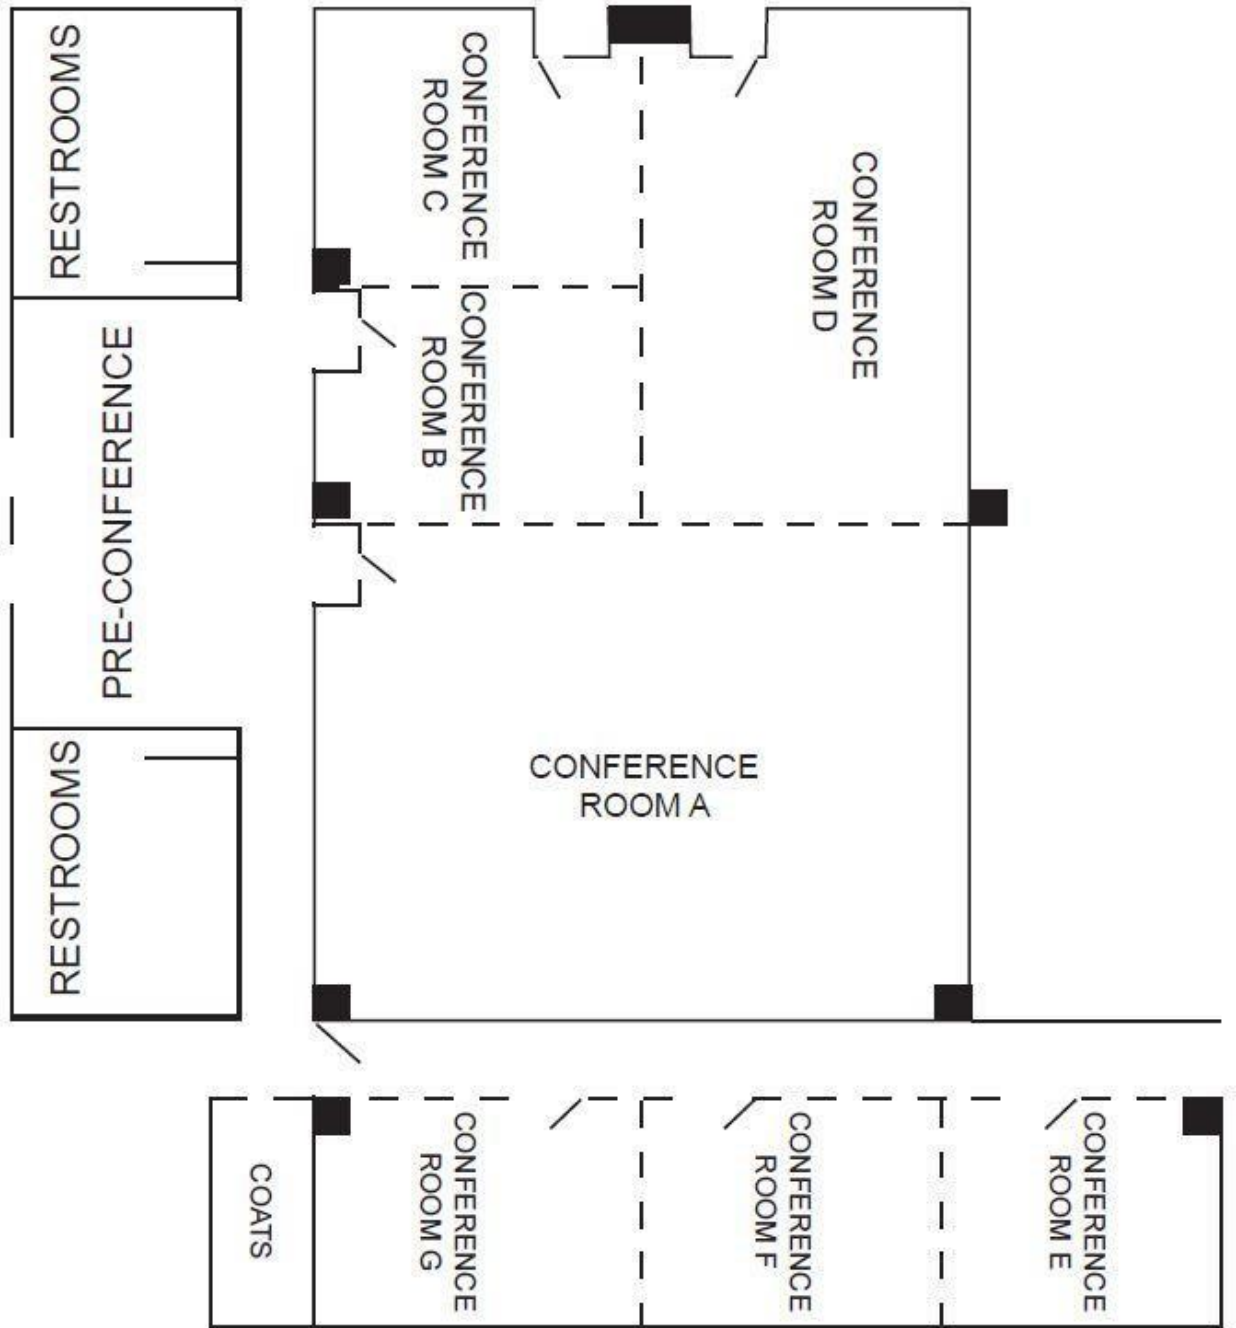 RESTROOMS
CONFERENCE
ROOM C
CONFERENCE
ROOM D
PRE-CONFERENCE
CONFERENCE
ROOM B
CONFERENCE
ROOM A
RESTROOMS
COATS
CONFERENCE
ROOM G
CONFERENCE
ROOM F
CONFERENCE
ROOM E